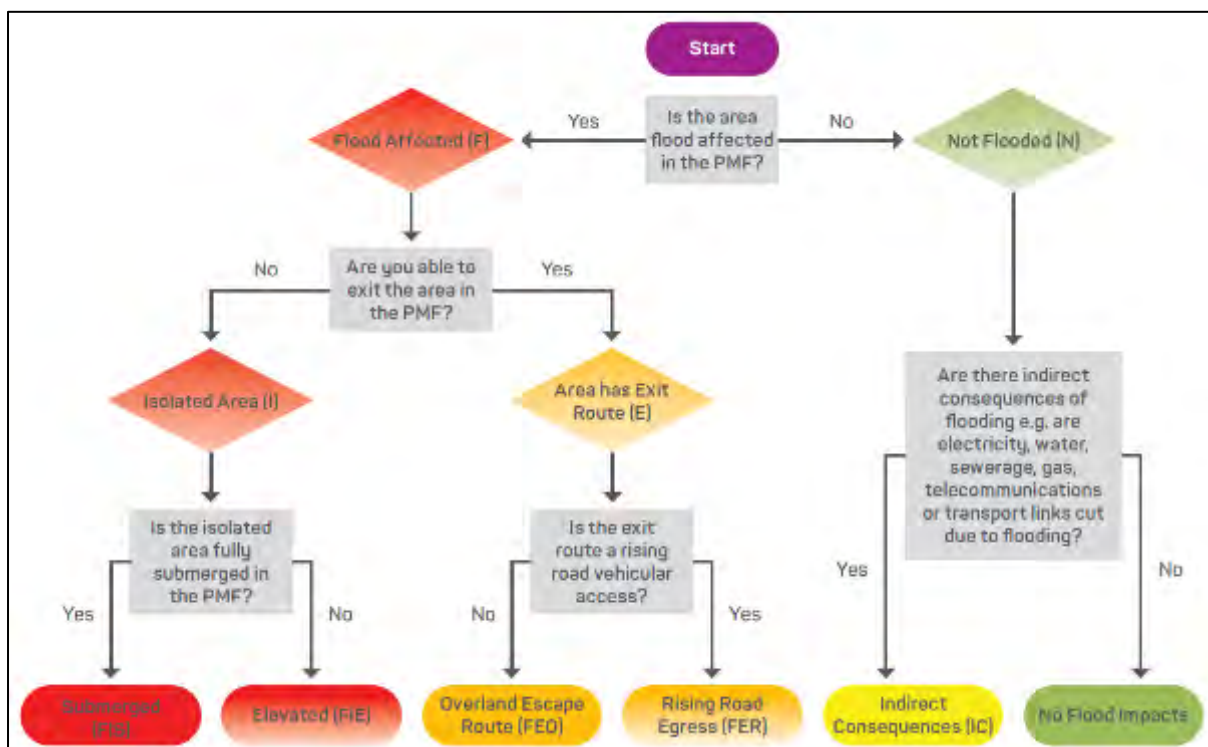 Start
Yes
Is the area
flood affected
in the PMF?
No
Flood Affected (F)
Not Flooded (N)
No
Are you able to
exit the area in
the PMF?
Yes
Isolated Area (I)
Area has Exit
Route (E)
Are there indirect
consequences of
flooding e.g. are
electricity, water,
sewerage, gas,
telecommunications
or transport links cut
due to flooding?
Is the isolated
area fully
submerged in
the PMF?
Is the exit
route a rising
road vehicular
access?
Yes
No
No
Yes
Yes
No
Submerged
(FIS)
Elevated (FIE)
Overland Escape
Route (FEO)
Rising Road
Egress (FER)
Indirect
Consequences (IC)
No Flood Impacts